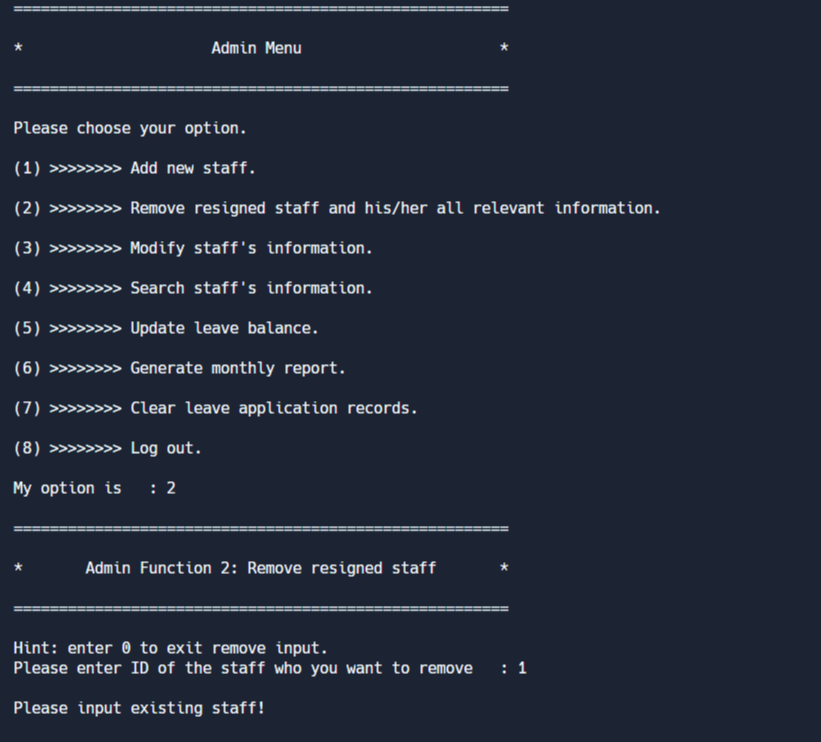 =======================================================
*                     Admin Menu                      *
=======================================================
Please choose your option.
(1) >>>>>>>> Add new staff.
(2) >>>>>>>> Remove resigned staff and his/her all relevant information.
(3) >>>>>>>> Modify staff's information.
(4) >>>>>>>> Search staff's information.
(5) >>>>>>>> Update leave balance.
(6) >>>>>>>> Generate monthly report.
(7) >>>>>>>> Clear leave application records.
(8) >>>>>>>> Log out.
My option is   : 2
=======================================================
*       Admin Function 2: Remove resigned staff       *
=======================================================
Hint: enter 0 to exit remove input.
Please enter ID of the staff who you want to remove   : 1
Please input existing staff!